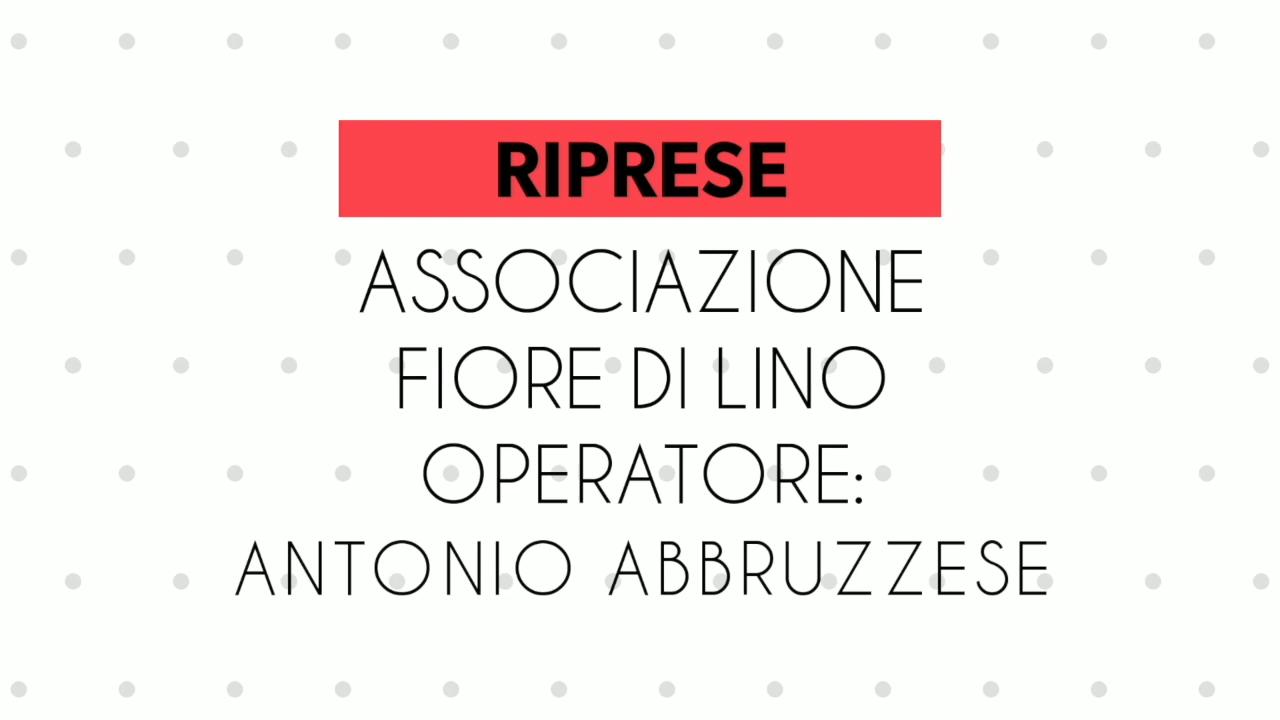 RIPRESE
ASSOCIAZIONE
FIORE DI LINO
OPERATORE:
ANTONIO ABBRUZZESE